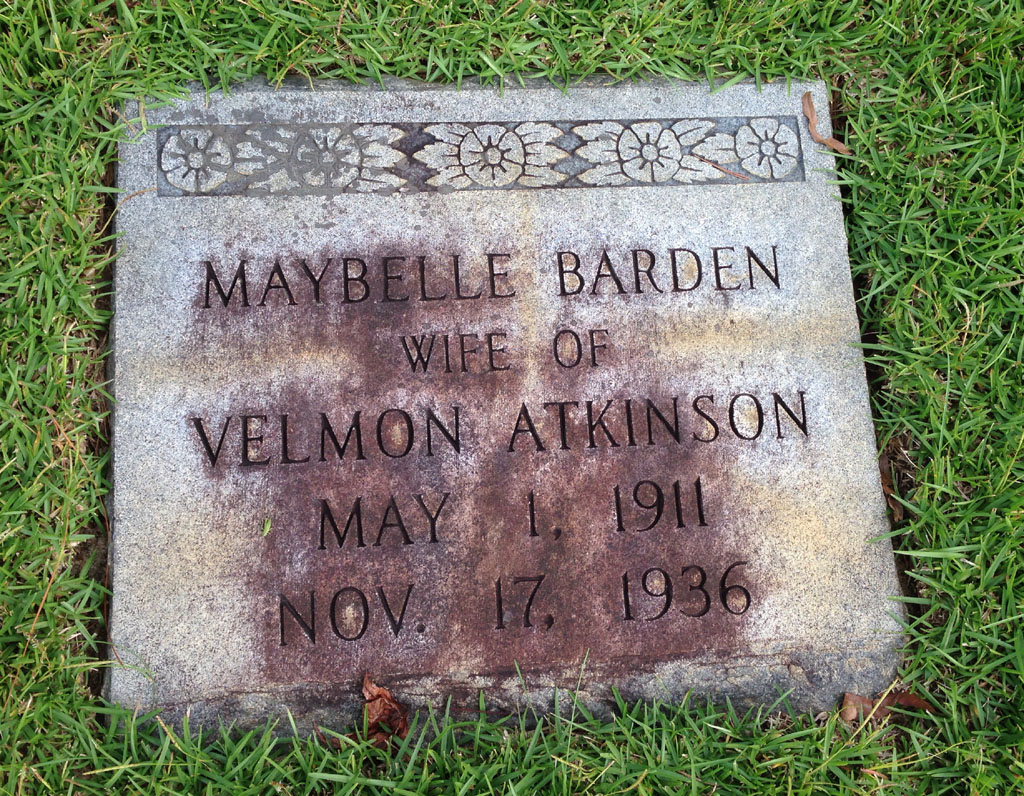 MAYBELLE BARDEN
WIFE OF
VELMON ATKINSON
MAY 1, 1911
NOV. 17, 1936